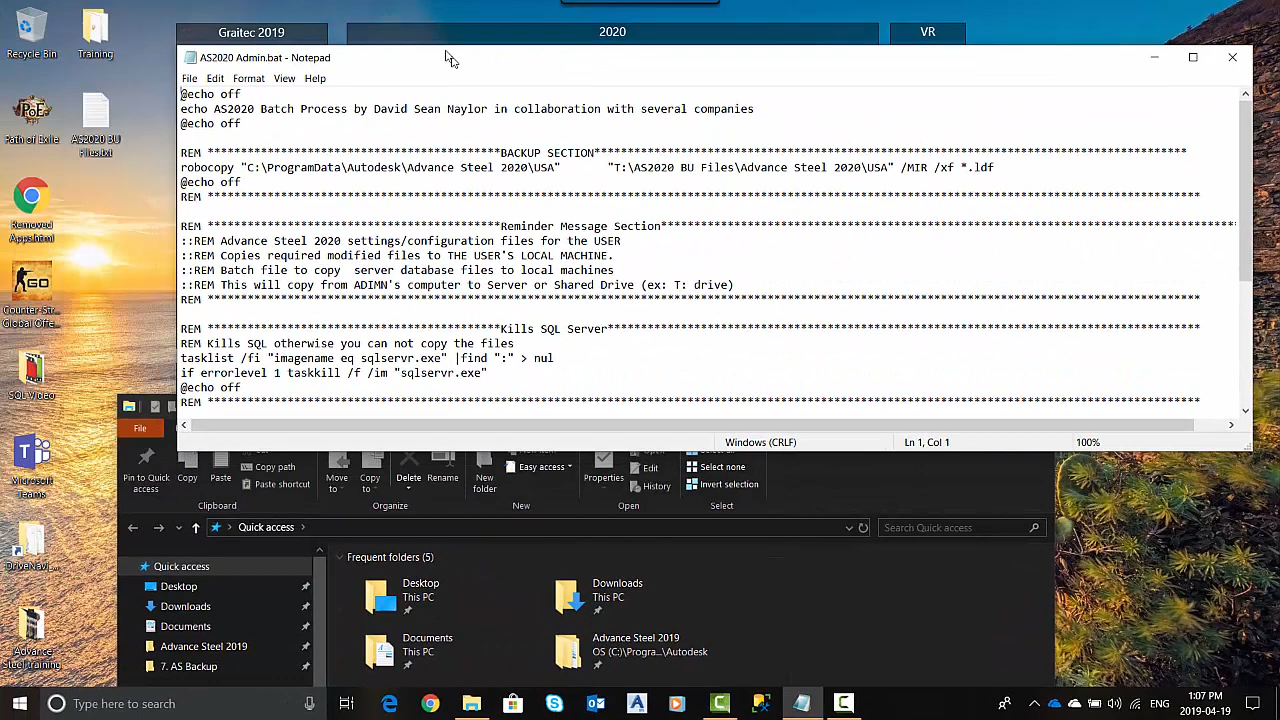 Graitec 2019
2020
VR
Recycle Bin
Training
Path of Exile
AS2020 BU
Files.txt
Removed
Apps.html
Counter-Str...
Global Offe...
SQL Video
Microsoft
Teams
DriveNavi...
Advance
Steel training
AS2020 Admin.bat - Notepad
File Edit Format View Help
@echo off
echo AS2020 Batch Process by David Sean Naylor in collaboration with several companies
@echo off
REM ********************************************BACKUP SECTION*****************************************************************************************
robocopy "C:\ProgramData\Autodesk\Advance Steel 2020\USA" "T:\AS2020 BU Files\Advance Steel 2020\USA" /MIR /xf *.ldf
@echo off
REM *******************************************************************************************************************************************************
REM ********************************************Reminder Message Section***************************************************************************************
::REM Advance Steel 2020 settings/configuration files for the USER
::REM Copies required modified files to THE USER'S LOCAL MACHINE.
::REM Batch file to copy  server database files to local machines
::REM This will copy from ADIMN's computer to Server or Shared Drive (ex: T: drive)
REM *******************************************************************************************************************************************************
REM ********************************************Kills SQL Server*****************************************************************************************
REM Kills SQL otherwise you can not copy the files
tasklist /fi "imagename eq sqlservr.exe" |find ":" > nul
if errorlevel 1 taskkill /f /im "sqlservr.exe"
@echo off
REM *******************************************************************************************************************************************************
Windows (CRLF) Ln 1, Col 1 100%
File
Pin to Quick
access
Copy
Paste
Copy path
Paste shortcut
Move
to
Copy
to
Delete
Rename
New
folder
Easy access
Properties
Edit
History
Select none
Invert selection
Clipboard Organize New Open Select
Quick access
Search Quick access
Quick access
Desktop
Downloads
Documents
Advance Steel 2019
7. AS Backup
Frequent folders (5)
Desktop
This PC
Downloads
This PC
Documents
This PC
Advance Steel 2019
OS (C:)\Progra...\Autodesk
Type here to search
1:07 PM
2019-04-19